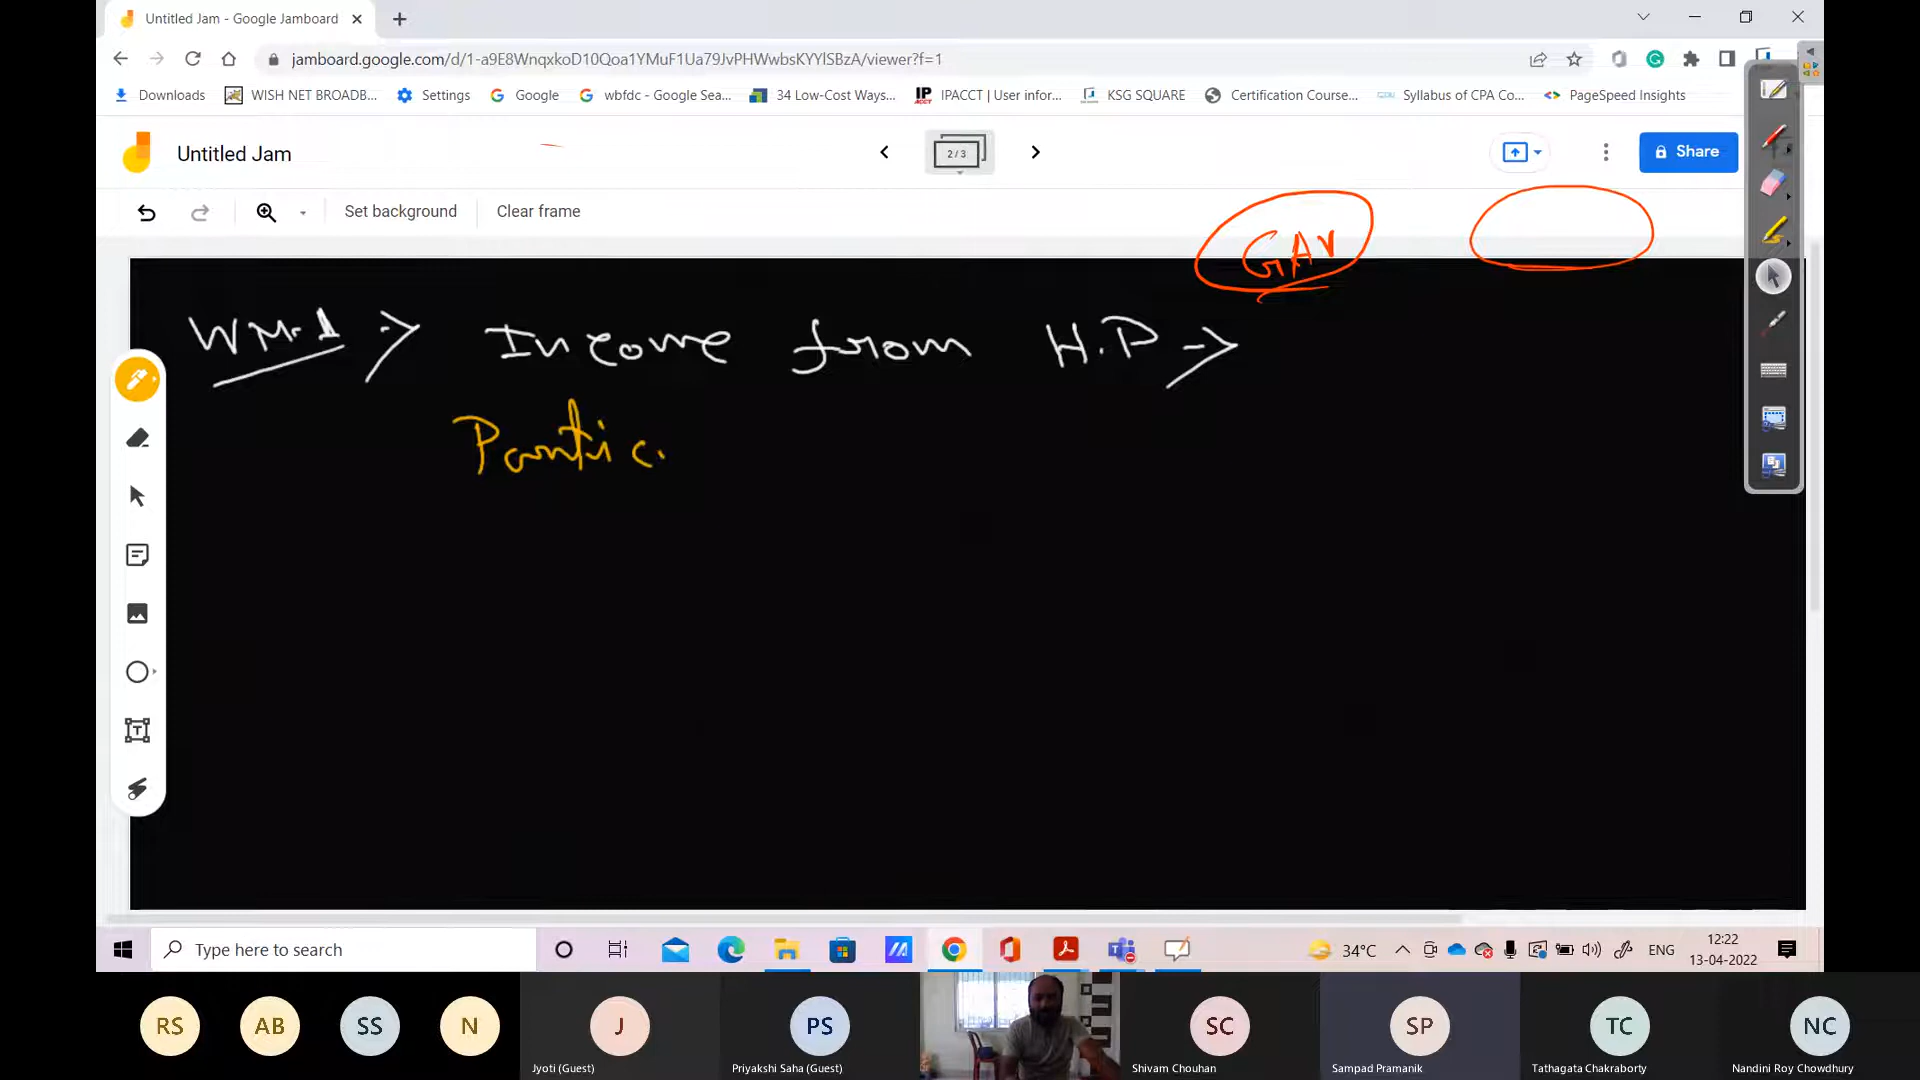 Untitled Jam - Google Jamboard
jamboard.google.com/d/1-a9E8WnqxkoD10Qoa1YMuF1Ua79JvPHWwbsKYYlSBzA/viewer?f=1
Downloads WISH NET BROADB... Settings Google wbfdc - Google Sea... 34 Low-Cost Ways... IPACCT | User infor... KSG SQUARE Certification Course... Syllabus of CPA Co... PageSpeed Insights
Untitled Jam 2 / 3 Share
Set background Clear frame
GAV
WN.1 Income from H.P
Partic
Type here to search 34°C ENG 12:22
13-04-2022
RS AB SS N J PS SC SP TC NC
Jyoti (Guest) Priyakshi Saha (Guest) Shivam Chouhan Sampad Pramanik Tathagata Chakraborty Nandini Roy Chowdhury